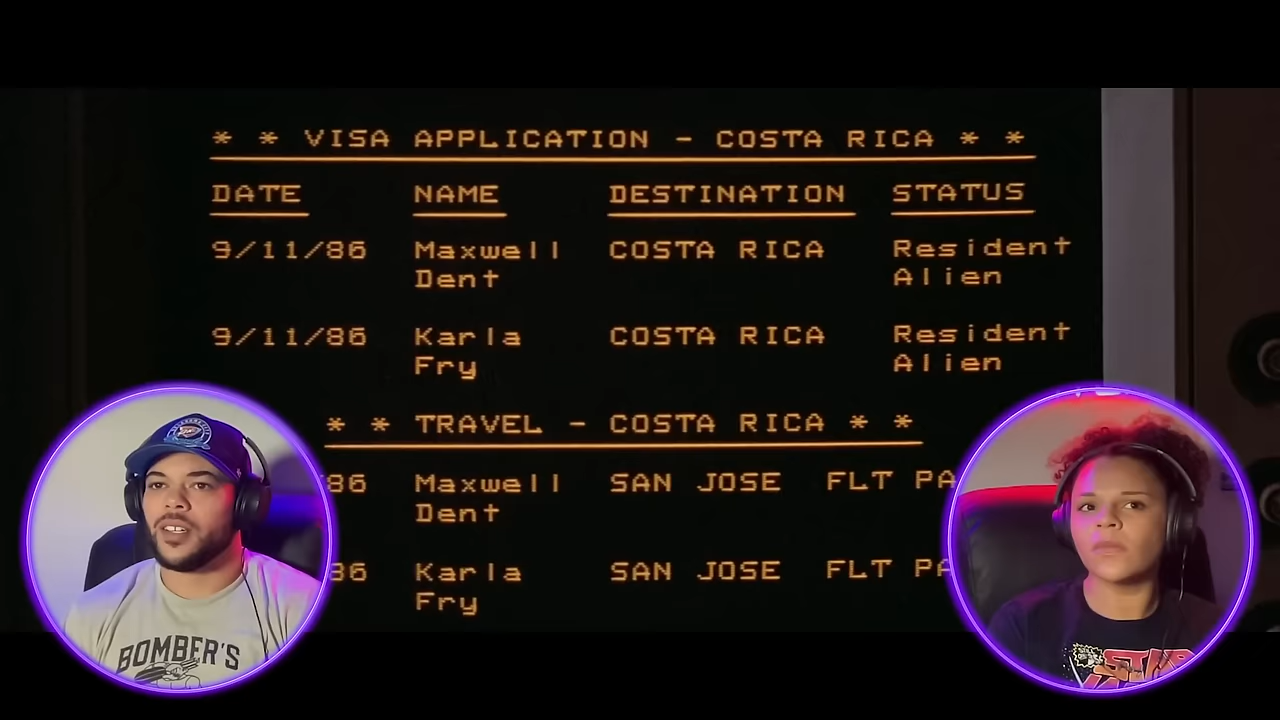 * * VISA APPLICATION - COSTA RICA * *
DATE NAME DESTINATION STATUS
9/11/86 Maxwell Dent COSTA RICA Resident Alien
9/11/86 Karla Fry COSTA RICA Resident Alien
* * TRAVEL - COSTA RICA * *
86 Maxwell Dent SAN JOSE FLT PA
86 Karla Fry SAN JOSE FLT PA
BOMBER'S